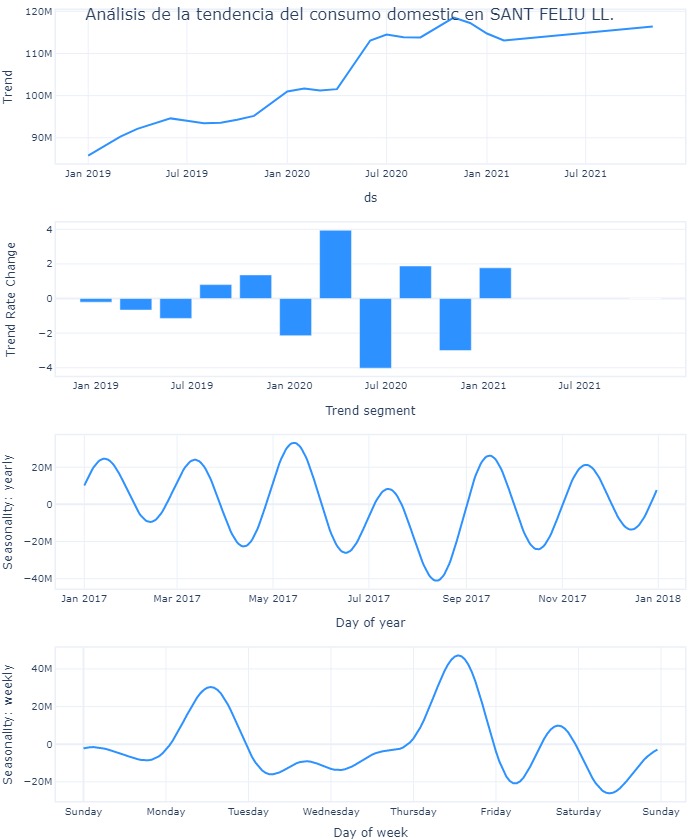 Análisis de la tendencia del consumo domestic en SANT FELIU LL.
120M
110M
100M
90M
Trend
Jan 2019 Jul 2019 Jan 2020 Jul 2020 Jan 2021 Jul 2021
ds
4
2
0
−2
−4
Trend Rate Change
Jan 2019 Jul 2019 Jan 2020 Jul 2020 Jan 2021 Jul 2021
Trend segment
20M
0
−20M
−40M
Seasonality: yearly
Jan 2017 Mar 2017 May 2017 Jul 2017 Sep 2017 Nov 2017 Jan 2018
Day of year
40M
20M
0
−20M
Seasonality: weekly
Sunday Monday Tuesday Wednesday Thursday Friday Saturday Sunday
Day of week